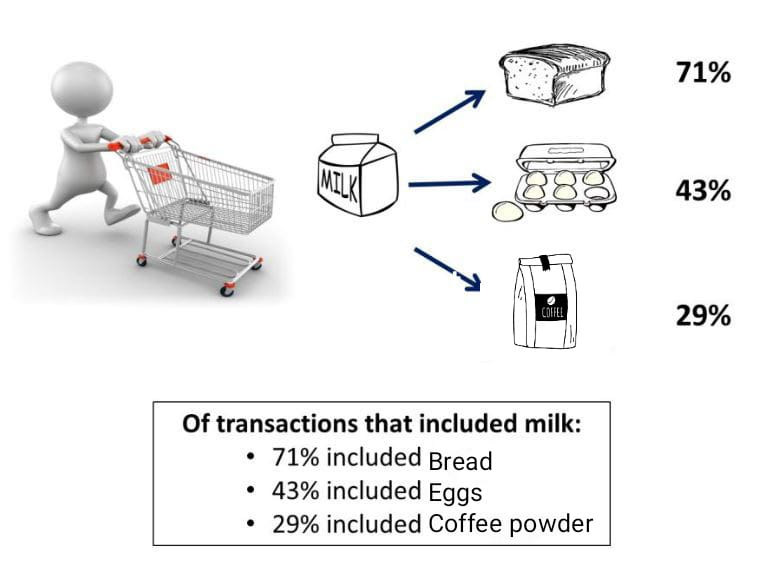 71%
MILK
43%
COFFEE
29%
Of transactions that included milk:
• 71% included Bread
• 43% included Eggs
• 29% included Coffee powder